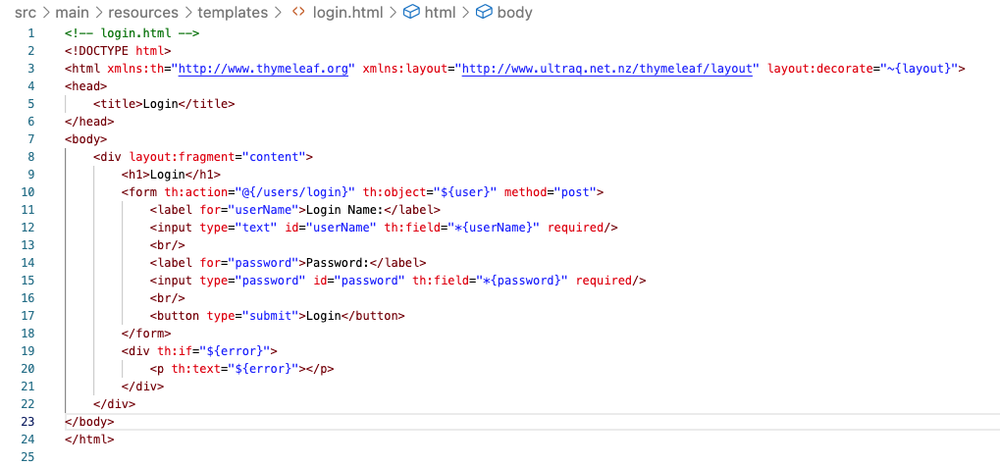 src > main > resources > templates > <> login.html > html > body
1 <!-- login.html -->
2 <!DOCTYPE html>
3 <html xmlns:th="http://www.thymeleaf.org" xmlns:layout="http://www.ultraq.net.nz/thymeleaf/layout" layout:decorate="~{layout}">
4 <head>
5     <title>Login</title>
6 </head>
7 <body>
8     <div layout:fragment="content">
9         <h1>Login</h1>
10         <form th:action="@{/users/login}" th:object="${user}" method="post">
11             <label for="userName">Login Name:</label>
12             <input type="text" id="userName" th:field="*{userName}" required/>
13             <br/>
14             <label for="password">Password:</label>
15             <input type="password" id="password" th:field="*{password}" required/>
16             <br/>
17             <button type="submit">Login</button>
18         </form>
19         <div th:if="${error}">
20             <p th:text="${error}"></p>
21         </div>
22     </div>
23 </body>
24 </html>
25